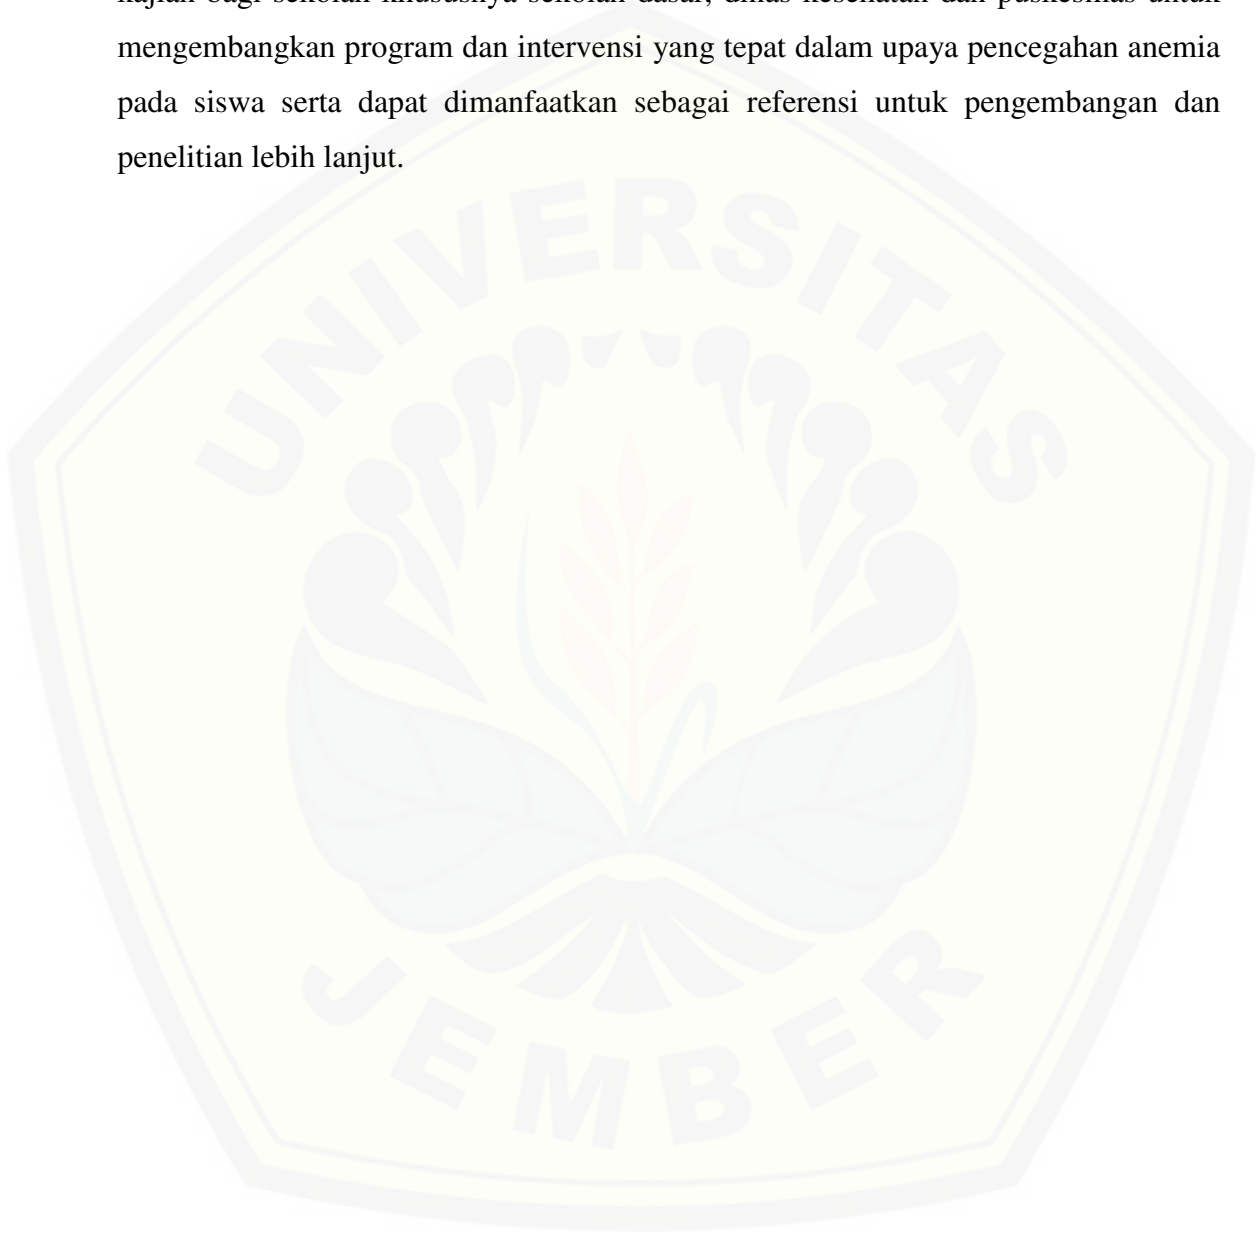 kajian bagi sekolah khususnya sekolah dasar, dinas kesehatan dan puskesmas untuk
mengembangkan program dan intervensi yang tepat dalam upaya pencegahan anemia
pada siswa serta dapat dimanfaatkan sebagai referensi untuk pengembangan dan
penelitian lebih lanjut.
UNIVERSITAS
JEMBER